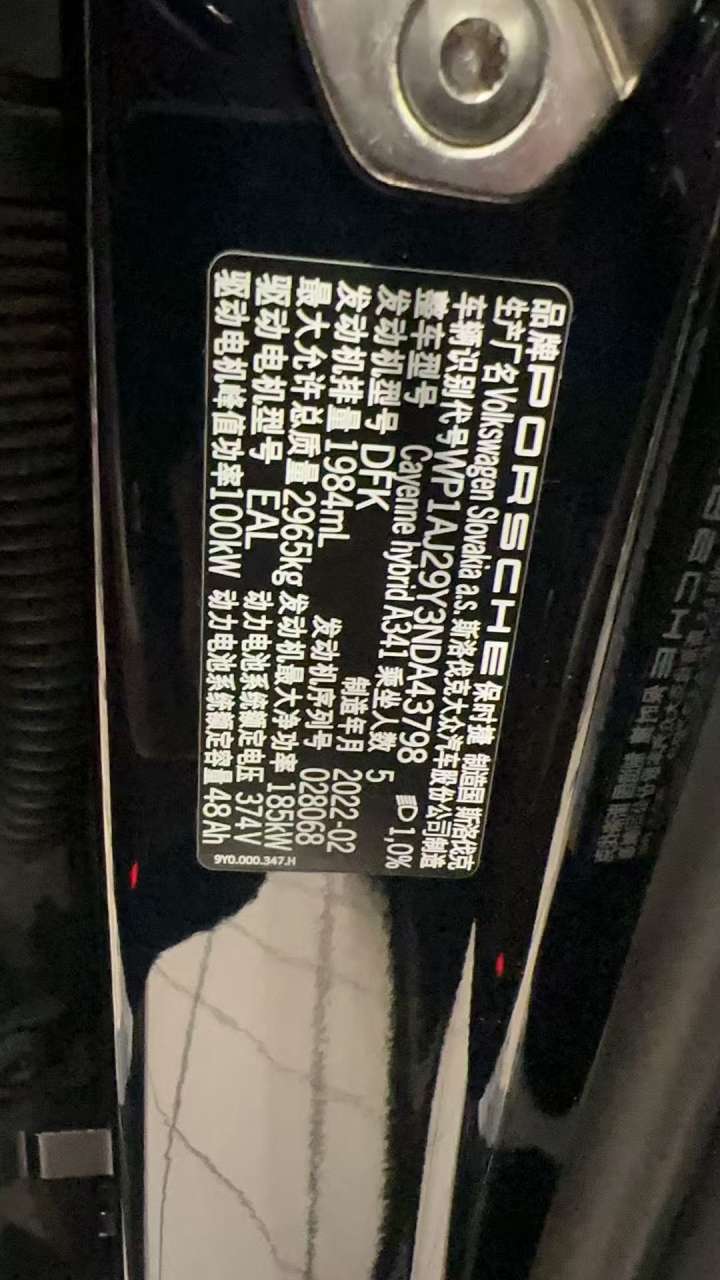 品牌 PORSCHE 保时捷 制造国 斯洛伐克
生产厂名 Volkswagen Slovakia a.s. 斯洛伐克大众汽车股份公司制造
车辆识别代号 WP1AJ29Y3NDA43798 1,0%
整车型号 Cayenne hybrid A341 乘坐人数 5
发动机型号 DFK 制造年月 2022-02
发动机排量 1984mL 发动机序列号 028068
最大允许总质量 2965kg 发动机最大净功率 185kW
驱动电机型号 EAL 动力电池系统额定电压 374V
驱动电机峰值功率 100kW 动力电池系统额定容量 48Ah
9Y0.000.347.H